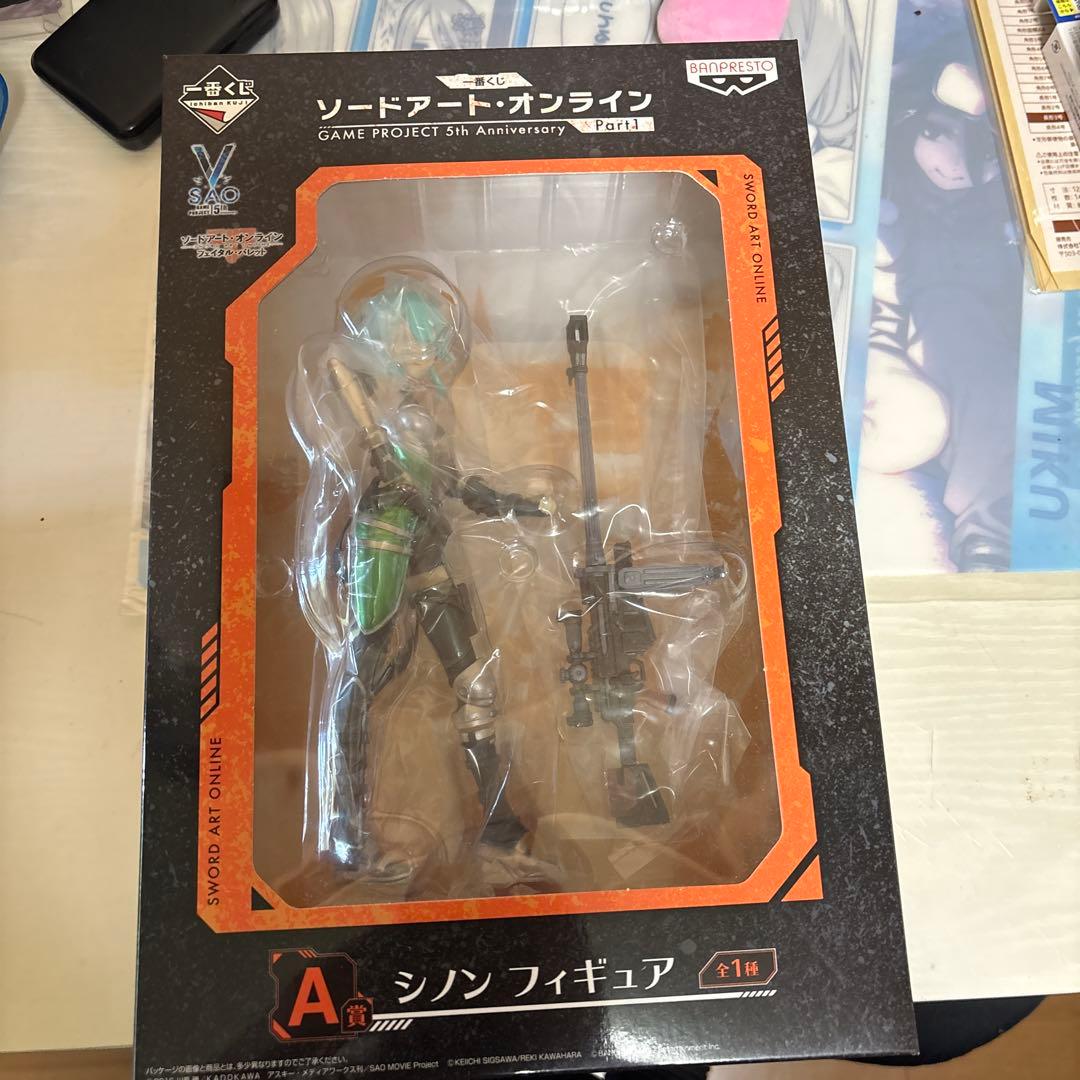 一番くじ
Ichiban KUJI
一番くじ
ソードアート・オンライン
GAME PROJECT 5th Anniversary
Part.1
BANPRESTO
V
SAO
GAME
PROJECT 5th
ソードアート・オンライン
フェイタル・バレット
SWORD ART ONLINE
SWORD ART ONLINE
A賞
シノン フィギュア
全1種
パッケージの画像と商品とは、多少異なりますのでご了承ください。
KADOKAWA アスキー・メディアワークス刊/SAO MOVIE Project ©KEIICHI SIGSAWA/REKI KAWAHARA
MIKU